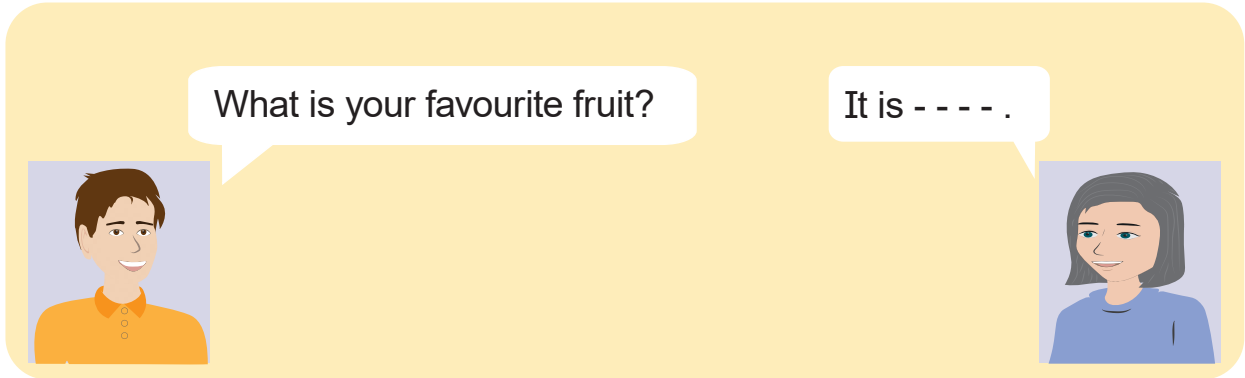 What is your favourite fruit?
It is - - - - .